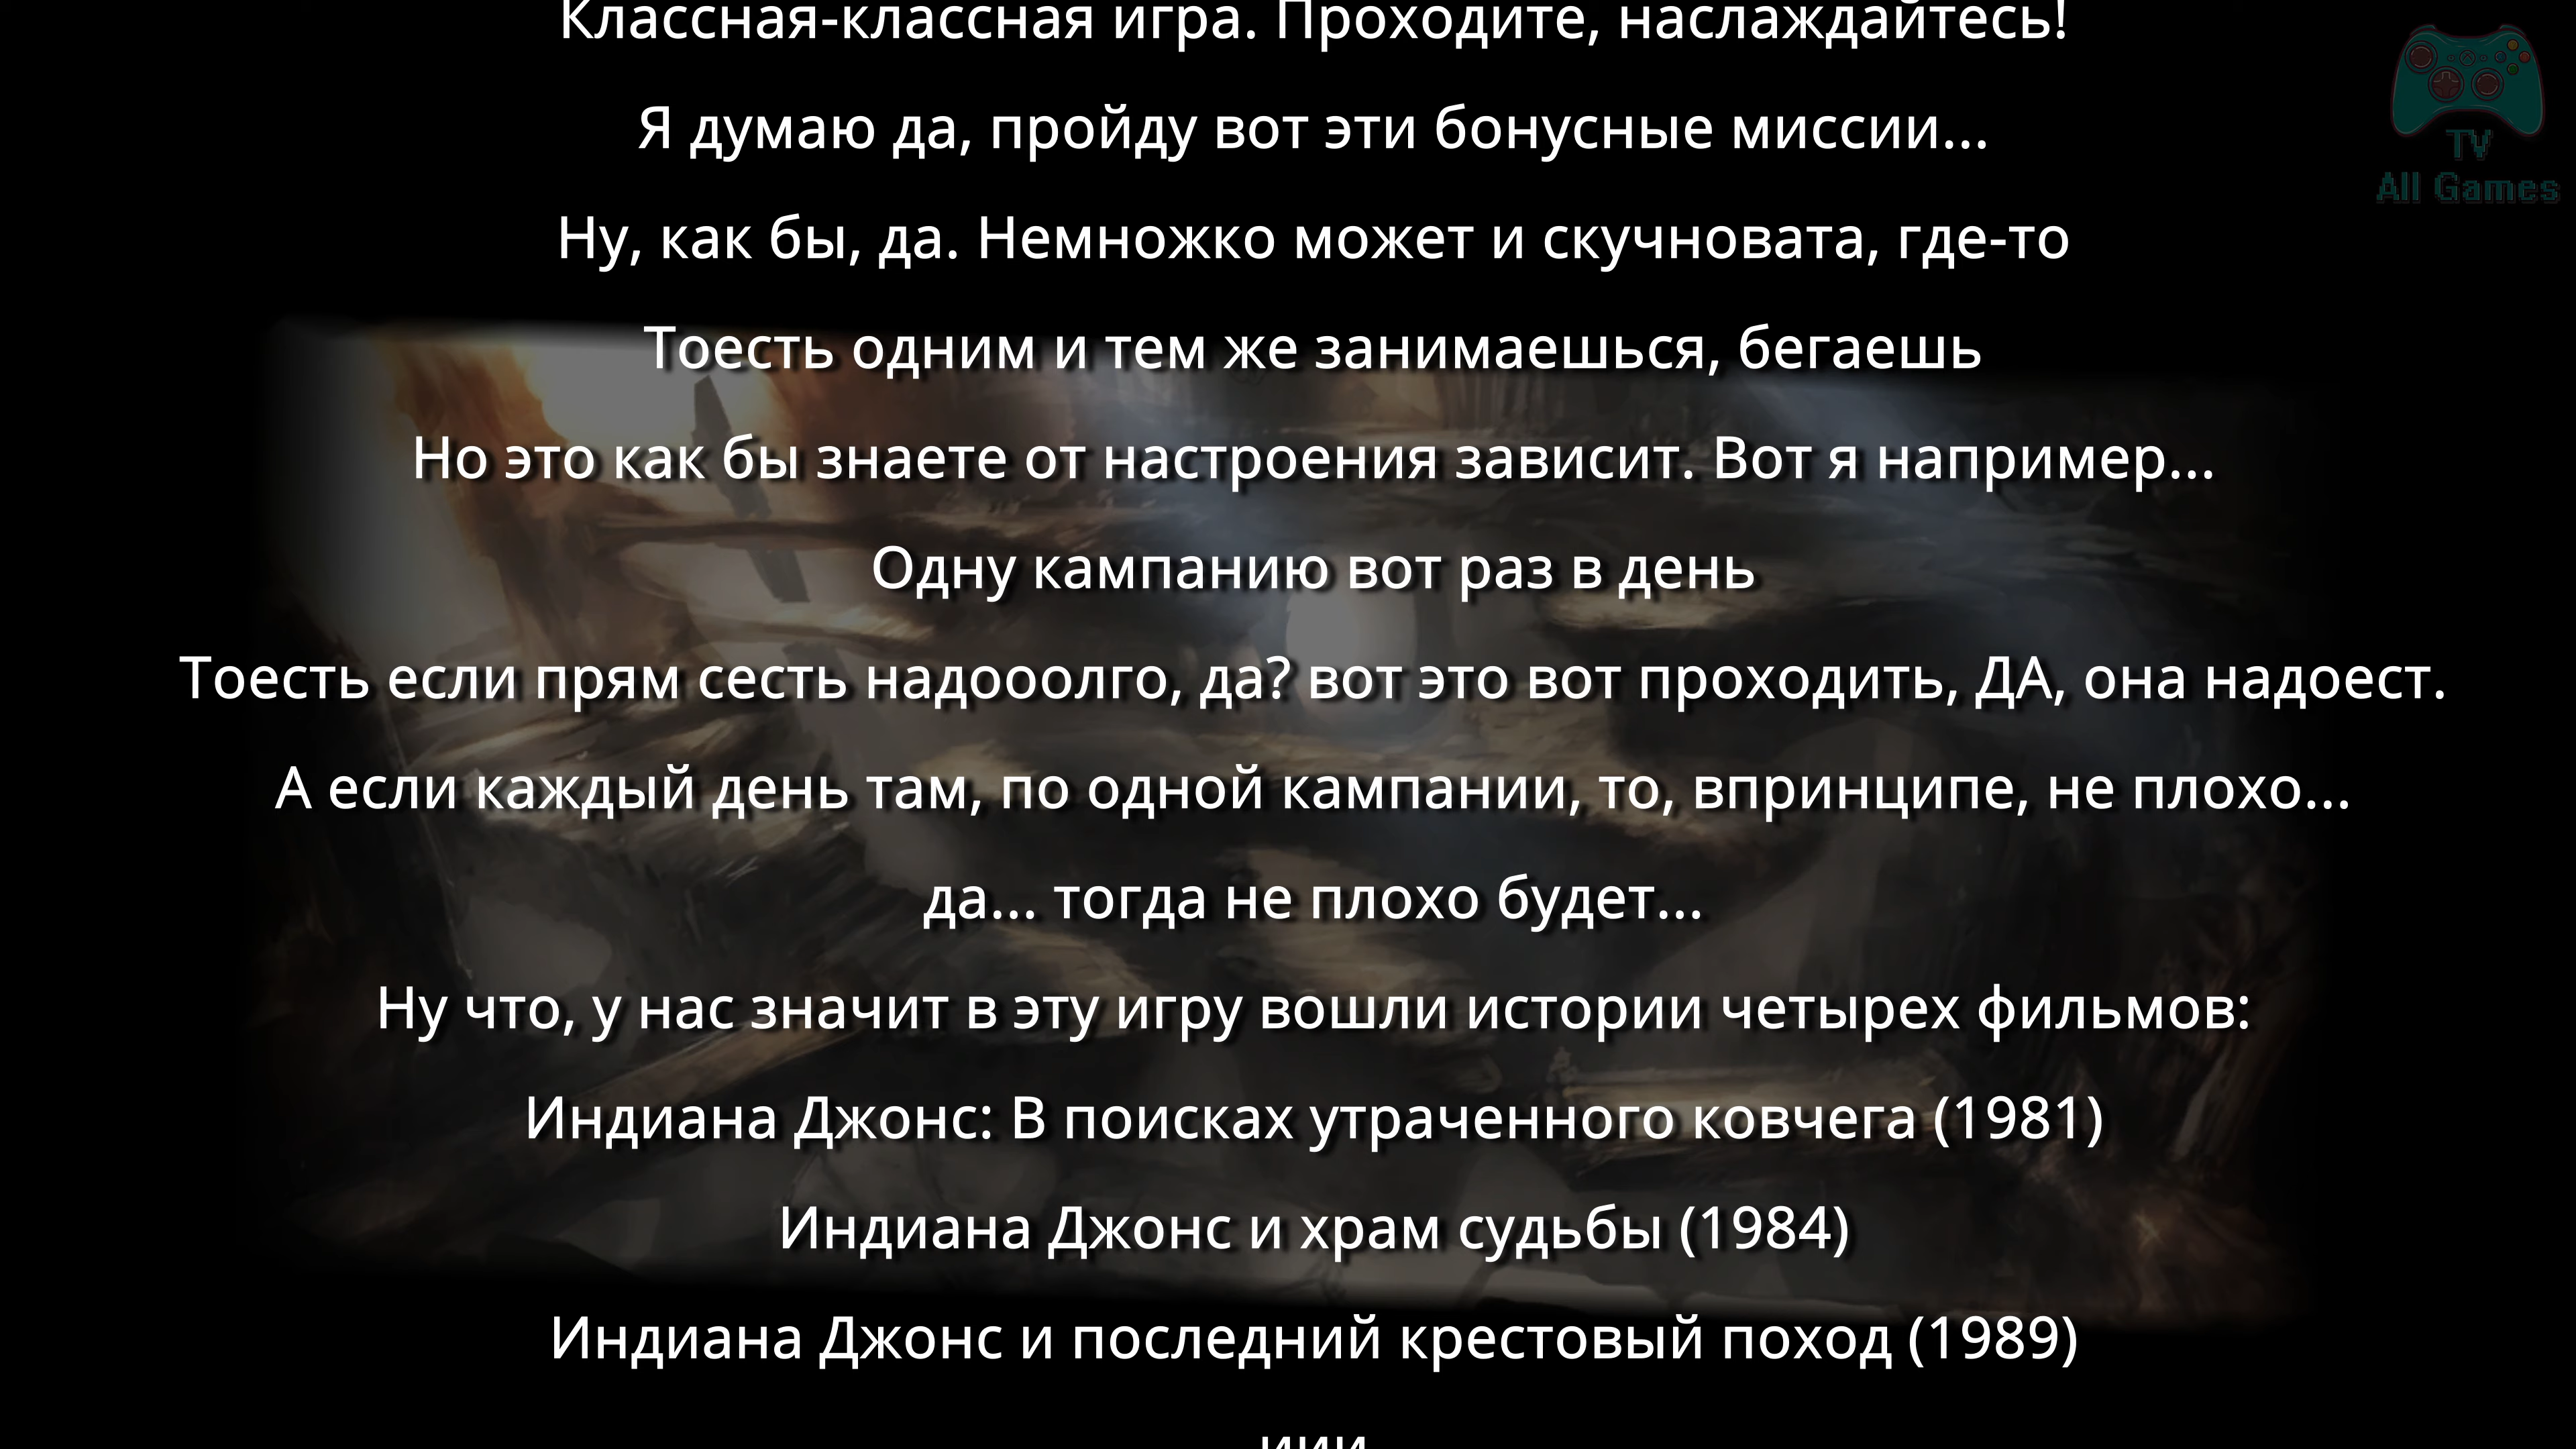 Классная-классная игра. Проходите, наслаждайтесь!
Я думаю да, пройду вот эти бонусные миссии...
Ну, как бы, да. Немножко может и скучновата, где-то
Тоесть одним и тем же занимаешься, бегаешь
Но это как бы знаете от настроения зависит. Вот я например...
Одну кампанию вот раз в день
Тоесть если прям сесть надооолго, да? вот это вот проходить, ДА, она надоест.
А если каждый день там, по одной кампании, то, впринципе, не плохо...
да... тогда не плохо будет...
Ну что, у нас значит в эту игру вошли истории четырех фильмов:
Индиана Джонс: В поисках утраченного ковчега (1981)
Индиана Джонс и храм судьбы (1984)
Индиана Джонс и последний крестовый поход (1989)
иии
TV
All Games